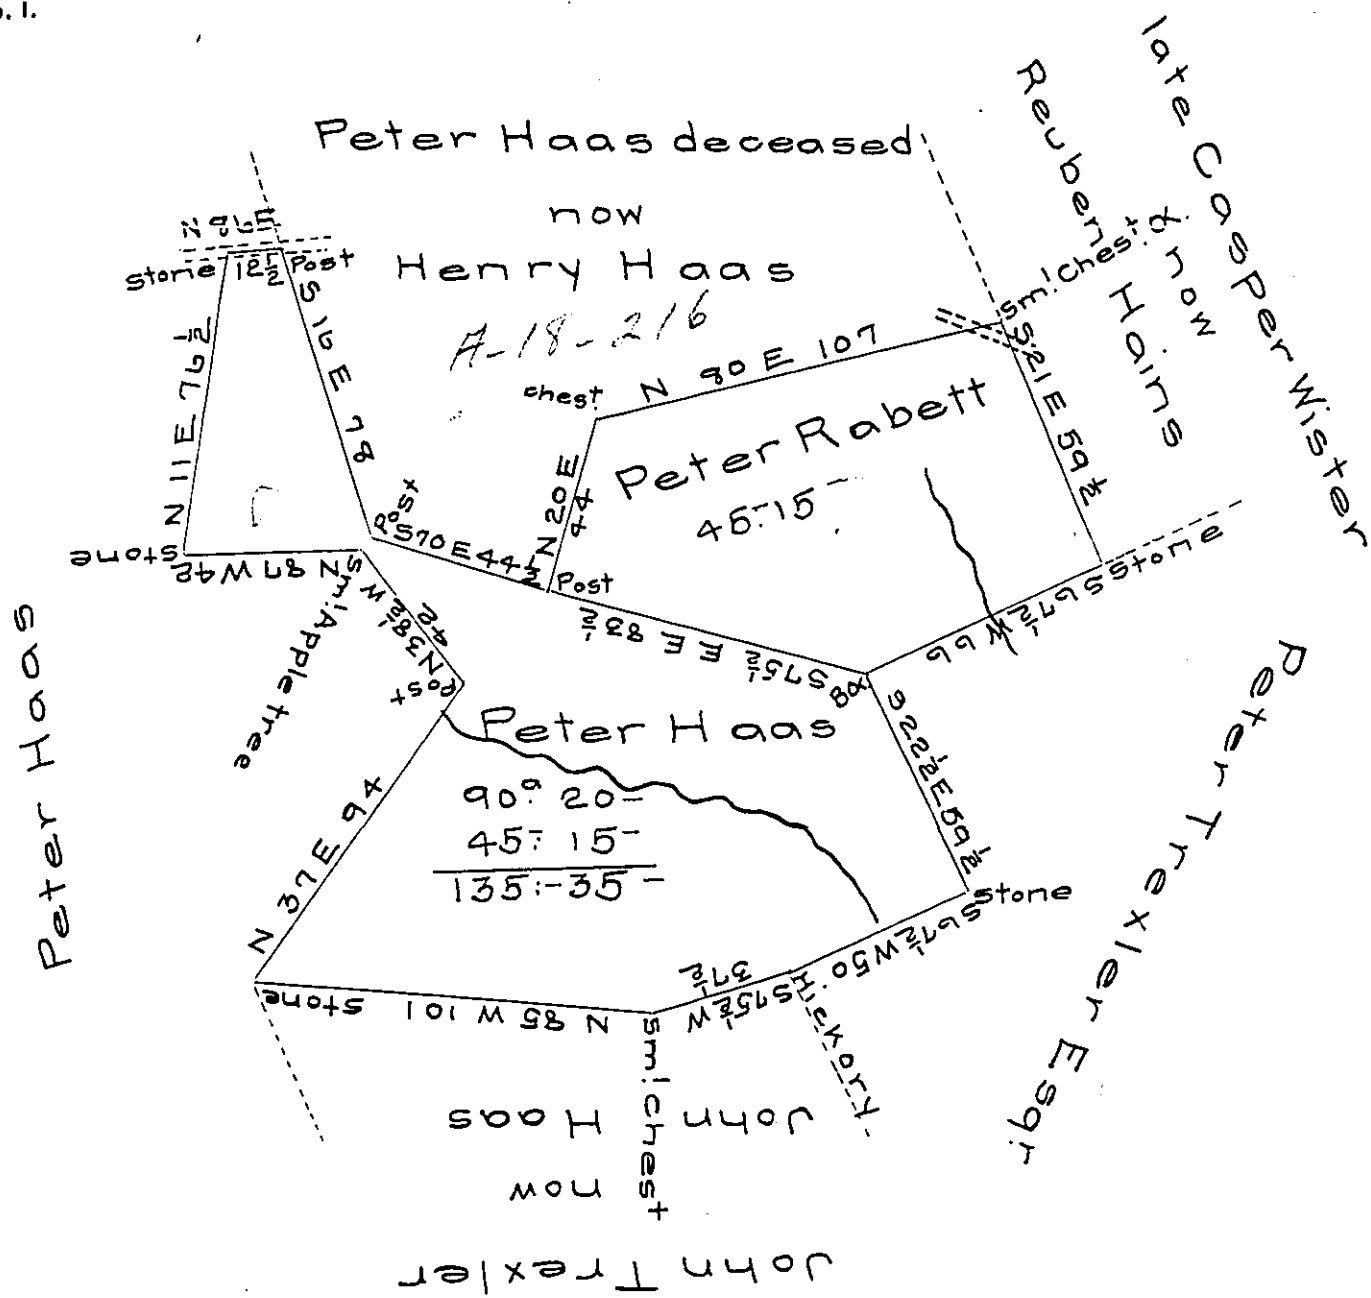 Peter Haas deceased
now
Henry Haas
A-18-216
late Casper Wister
& now
Reuben Hains
N 86 E
stone 12½ Post
S 16 E 78
N 11 E 76½
stone
N 87 W 42
Post
S 70 E 44½
sm! Apple tree
N 38½ W
42
Post
chest
N 80 E 107
sm! Chest
S 21 E 59½
N 20 E
44
Post
Peter Rabett
45:15
stone
S 67½ W 66
S 75½ E E 83½
S 22½ E 59½
stone
S 67½ W 50
Hickory
S 75½ W
37½
sm! chest
N 85 W 101
stone
N 37 E 94
Peter Haas
90a 20
45: 15
135:-35
Peter Haas
Peter Trexler Esqr
John Trexler
now
John Haas